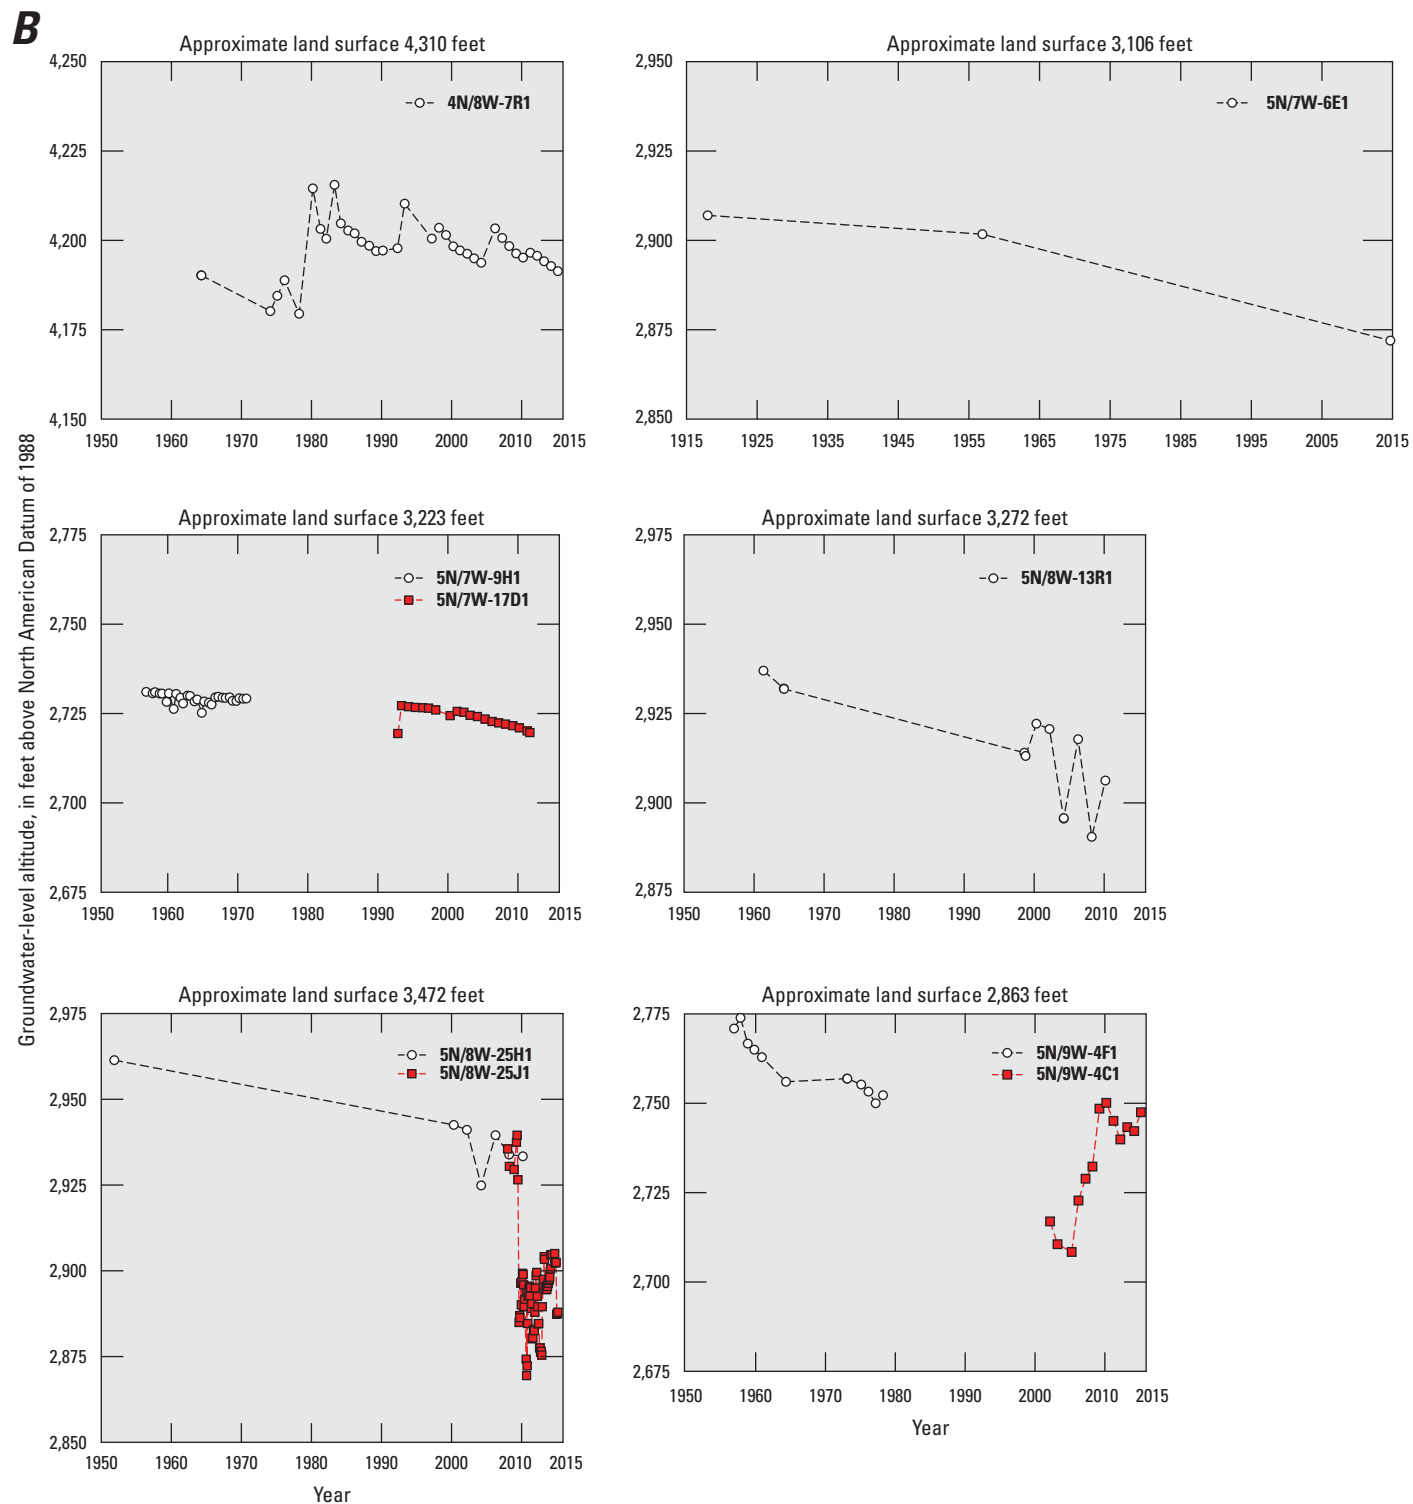 B
Groundwater-level altitude, in feet above North American Datum of 1988
Approximate land surface 4,310 feet
4,250
4,225
4,200
4,175
4,150
4N/8W-7R1
1950 1960 1970 1980 1990 2000 2010 2015
Approximate land surface 3,106 feet
2,950
2,925
2,900
2,875
2,850
5N/7W-6E1
1915 1925 1935 1945 1955 1965 1975 1985 1995 2005 2015
Approximate land surface 3,223 feet
2,775
2,750
2,725
2,700
2,675
5N/7W-9H1
5N/7W-17D1
1950 1960 1970 1980 1990 2000 2010 2015
Approximate land surface 3,272 feet
2,975
2,950
2,925
2,900
2,875
5N/8W-13R1
1950 1960 1970 1980 1990 2000 2010 2015
Approximate land surface 3,472 feet
2,975
2,950
2,925
2,900
2,875
2,850
5N/8W-25H1
5N/8W-25J1
1950 1960 1970 1980 1990 2000 2010 2015
Year
Approximate land surface 2,863 feet
2,775
2,750
2,725
2,700
2,675
5N/9W-4F1
5N/9W-4C1
1950 1960 1970 1980 1990 2000 2010 2015
Year